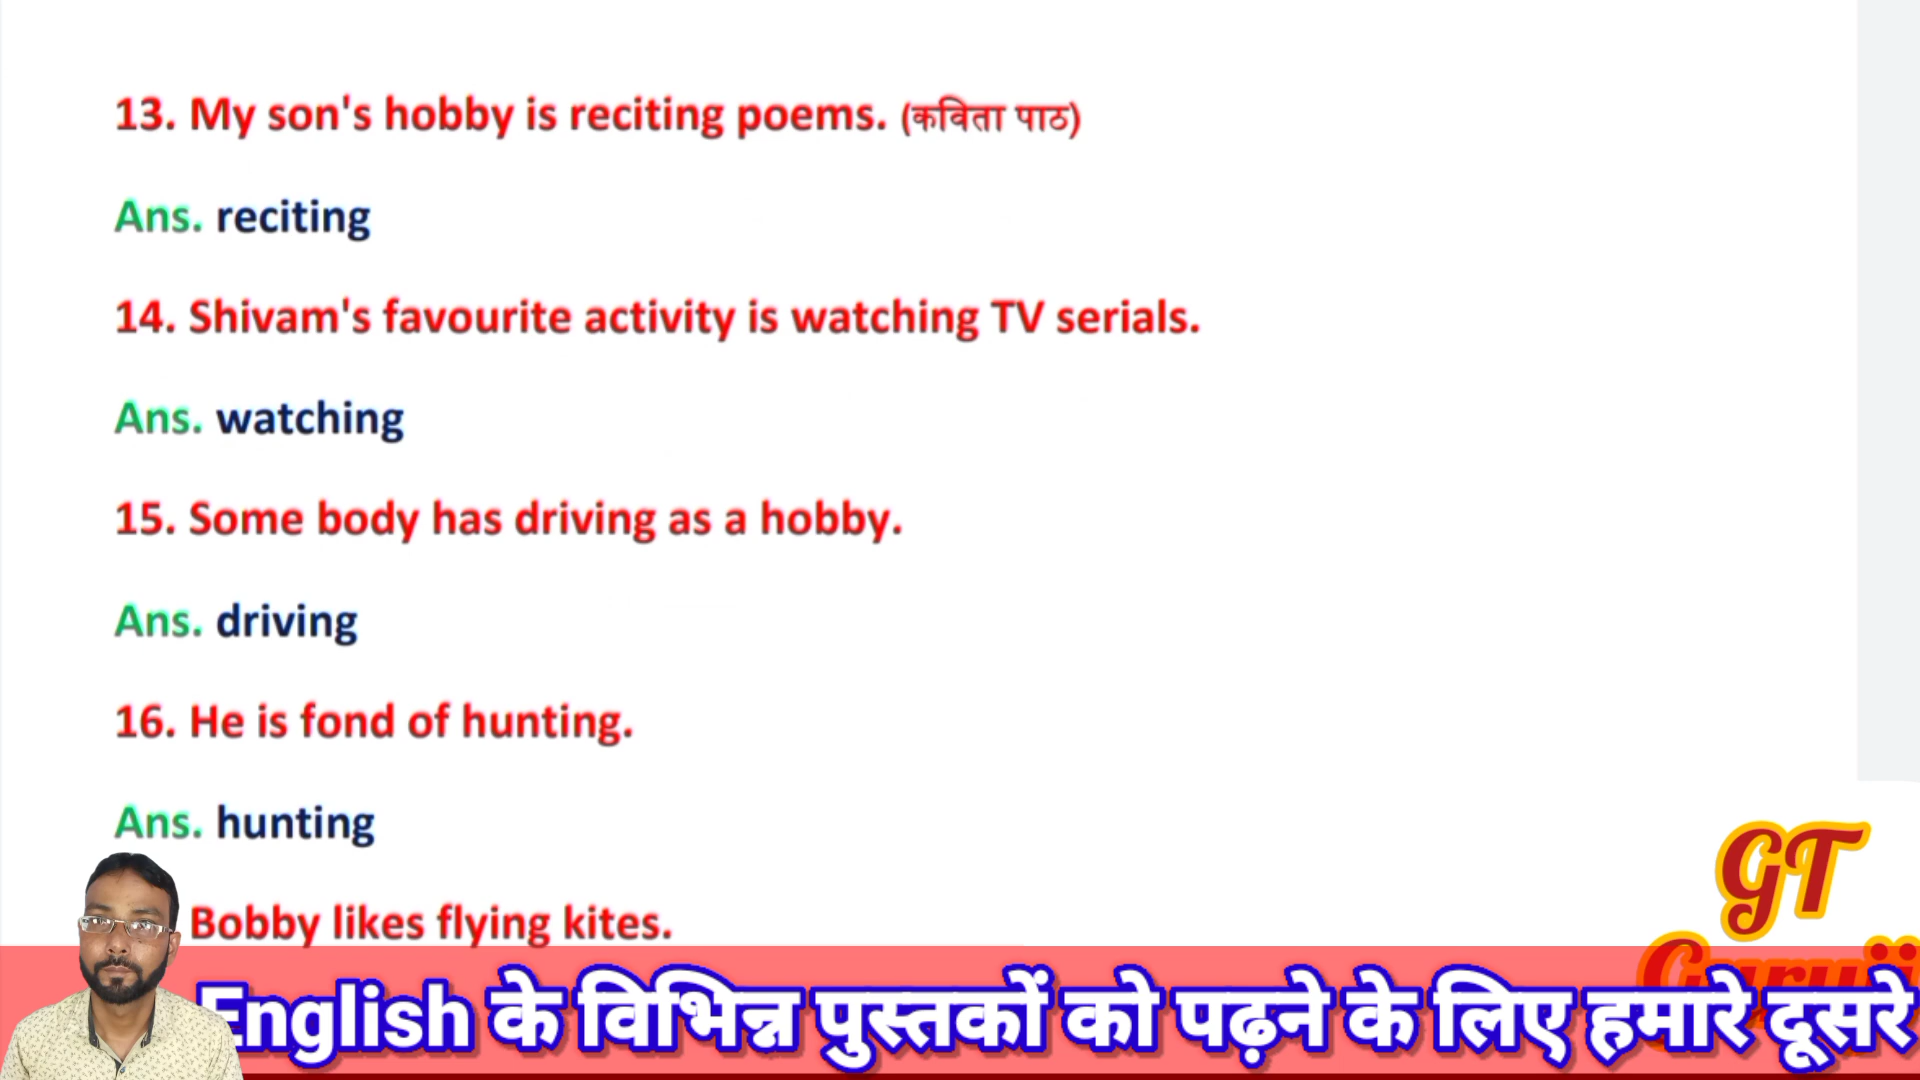 13. My son's hobby is reciting poems. (कविता पाठ)
Ans. reciting
14. Shivam's favourite activity is watching TV serials.
Ans. watching
15. Some body has driving as a hobby.
Ans. driving
16. He is fond of hunting.
Ans. hunting
Bobby likes flying kites.
GT
Guruji
English के विभिन्न पुस्तकों को पढ़ने के लिए हमारे दूसरे